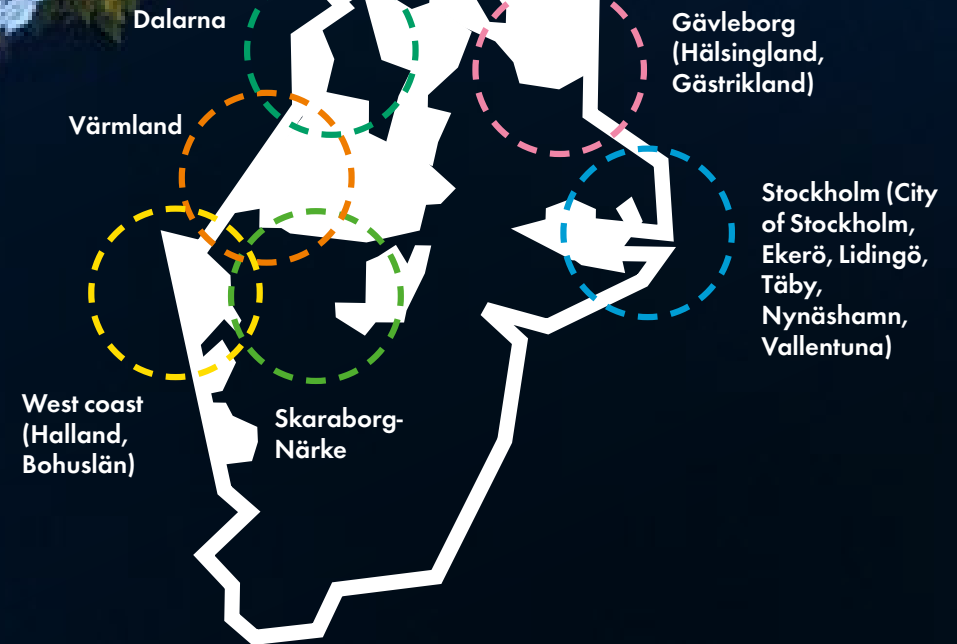 Dalarna
Gävleborg
(Hälsingland,
Gästrikland)
Värmland
Stockholm (City
of Stockholm,
Ekerö, Lidingö,
Täby,
Nynäshamn,
Vallentuna)
West coast
(Halland,
Bohuslän)
Skaraborg-
Närke